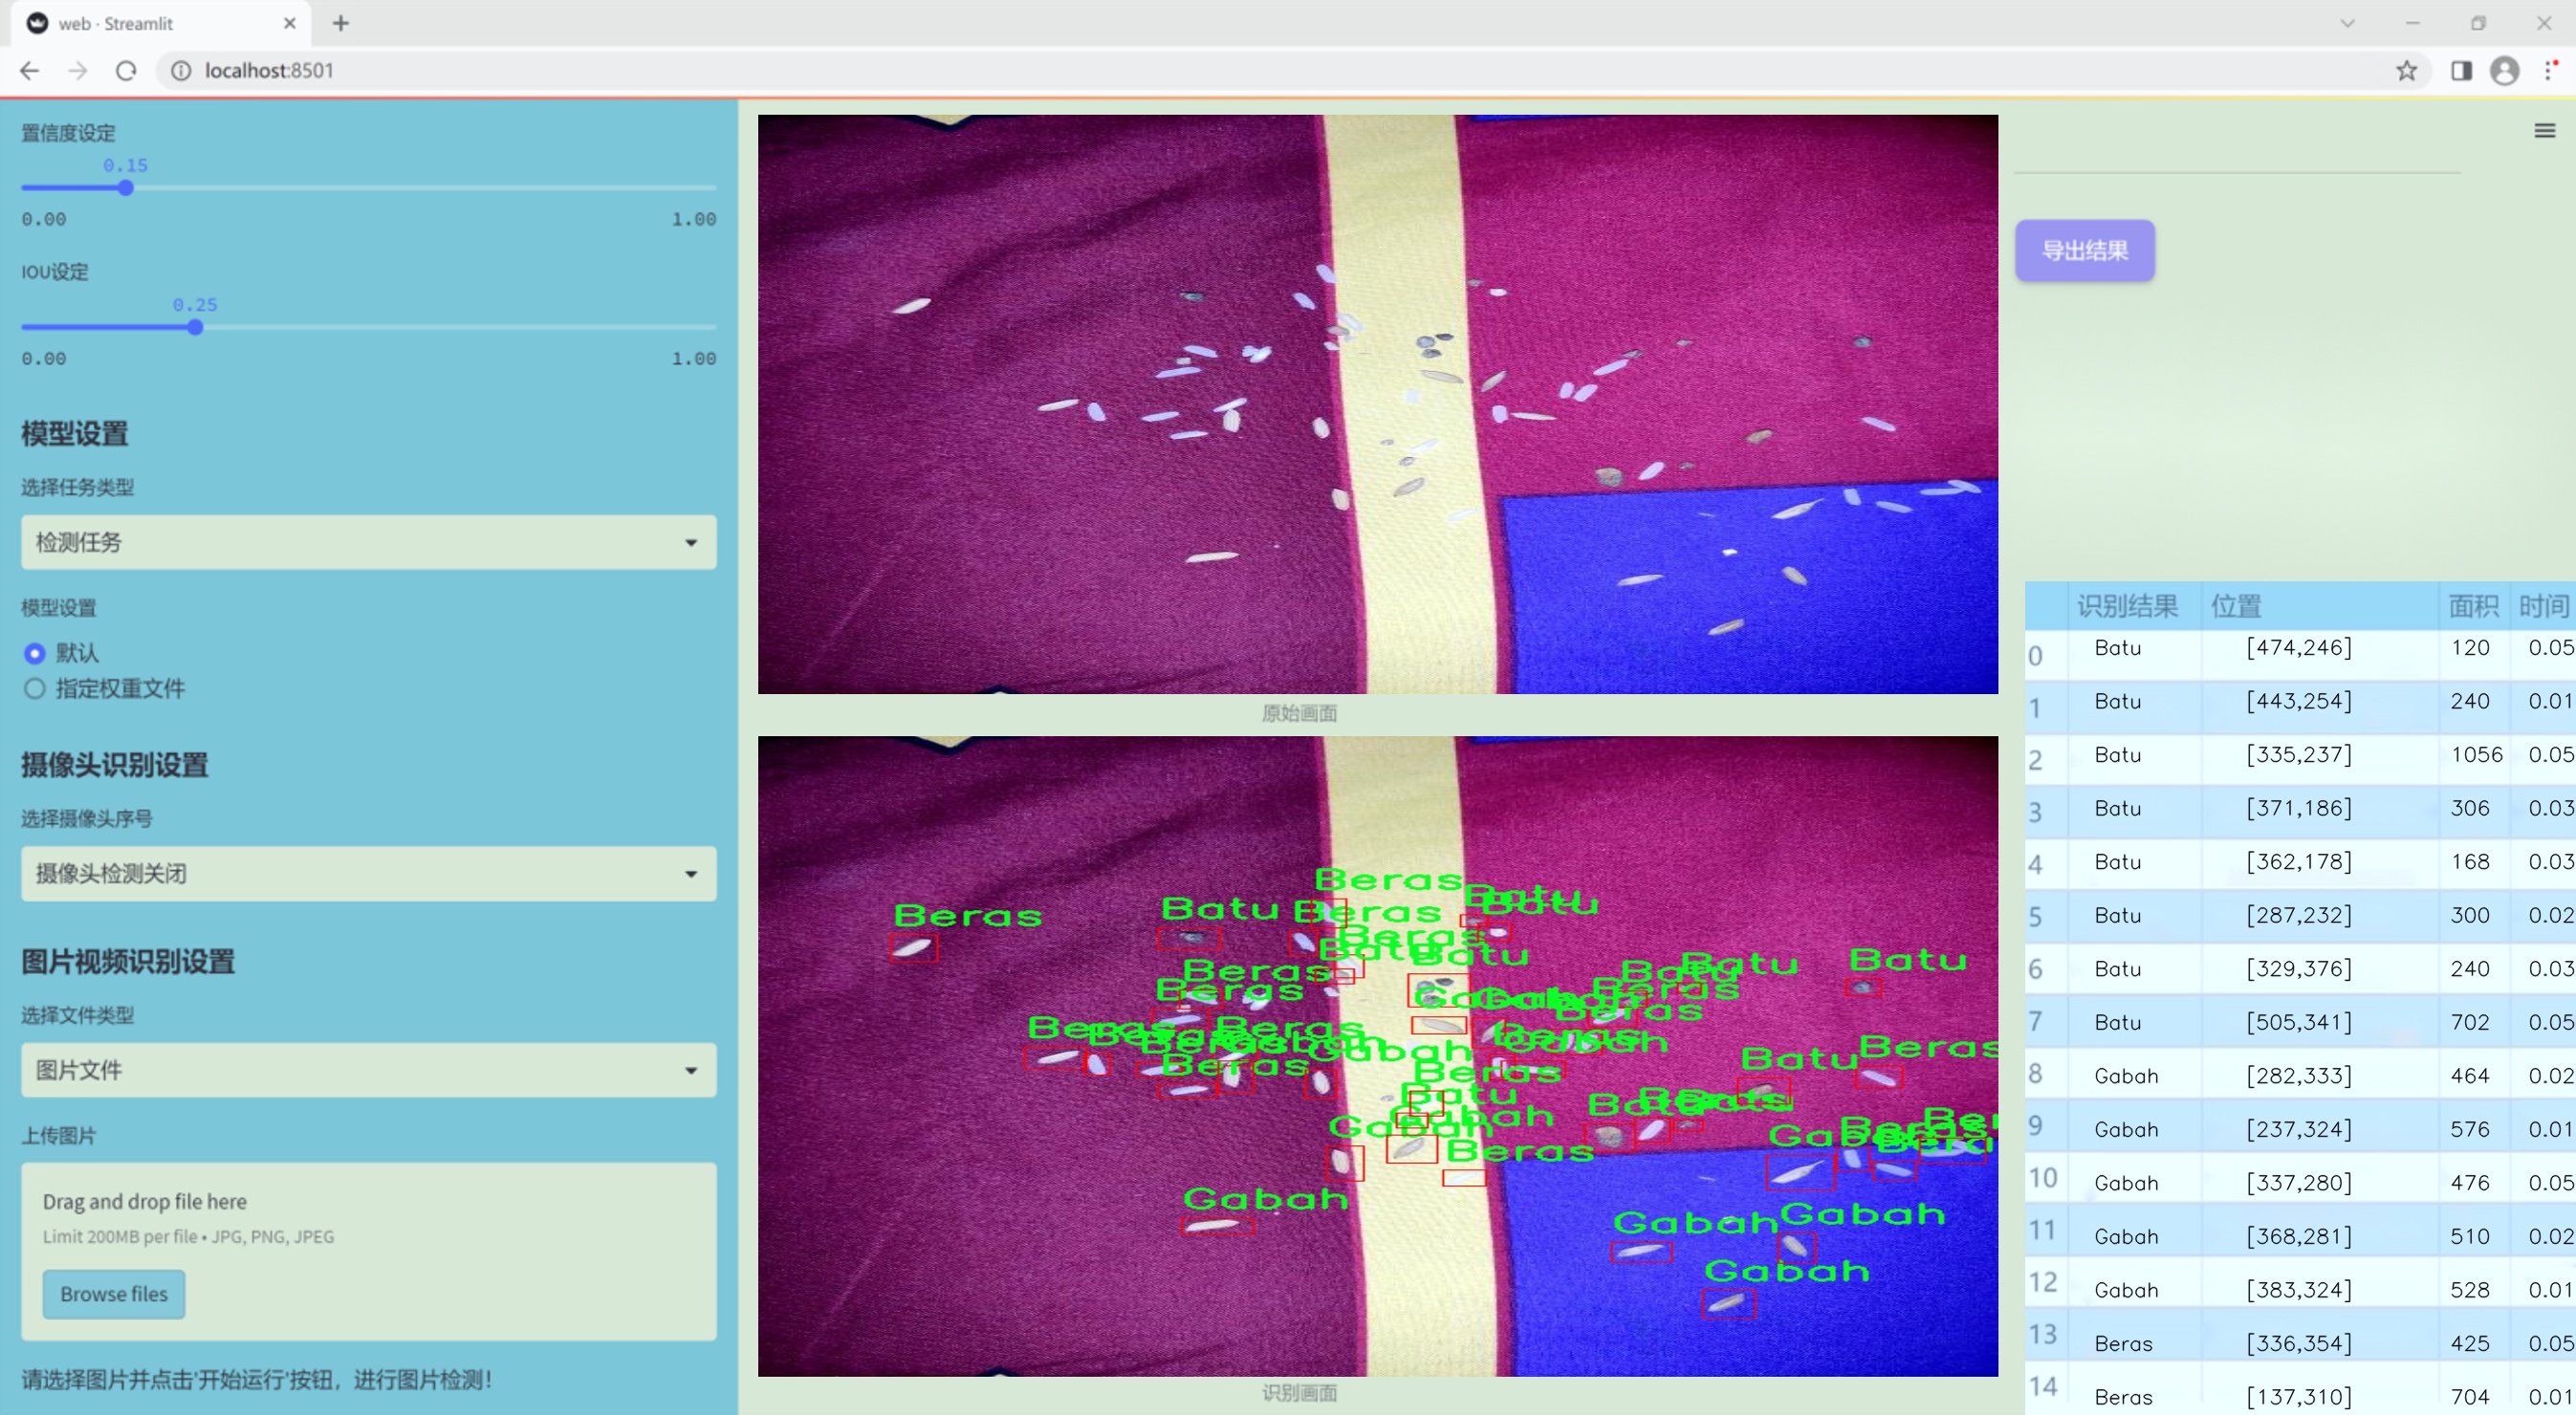 web · Streamlit
localhost:8501
置信度设定
0.15
0.00 1.00
IOU设定
0.25
0.00 1.00
模型设置
选择任务类型
检测任务
模型设置
默认
指定权重文件
摄像头识别设置
选择摄像头序号
摄像头检测关闭
图片视频识别设置
选择文件类型
图片文件
上传图片
Drag and drop file here
Limit 200MB per file • JPG, PNG, JPEG
Browse files
请选择图片并点击'开始运行'按钮，进行图片检测！
原始画面
Beras
Beras
Batu
Beras
Batu
Batu
Beras
Batu
Batu
Beras
Batu
Batu
Batu
Beras
Beras
Beras
Gabah
Gabah
Beras
Beras
Beras
Beras
Gabah
Gabah
Beras
Batu
Beras
Beras
Batu
Gabah
Batu
Gabah
Gabah
Beras
Gabah
Gabah
Gabah
Gabah
识别画面
导出结果
识别结果 位置 面积 时间
0 Batu [474,246] 120 0.05
1 Batu [443,254] 240 0.01
2 Batu [335,237] 1056 0.05
3 Batu [371,186] 306 0.03
4 Batu [362,178] 168 0.03
5 Batu [287,232] 300 0.02
6 Batu [329,376] 240 0.03
7 Batu [505,341] 702 0.05
8 Gabah [282,333] 464 0.02
9 Gabah [237,324] 576 0.01
10 Gabah [337,280] 476 0.05
11 Gabah [368,281] 510 0.02
12 Gabah [383,324] 528 0.01
13 Beras [336,354] 425 0.05
14 Beras [137,310] 704 0.01